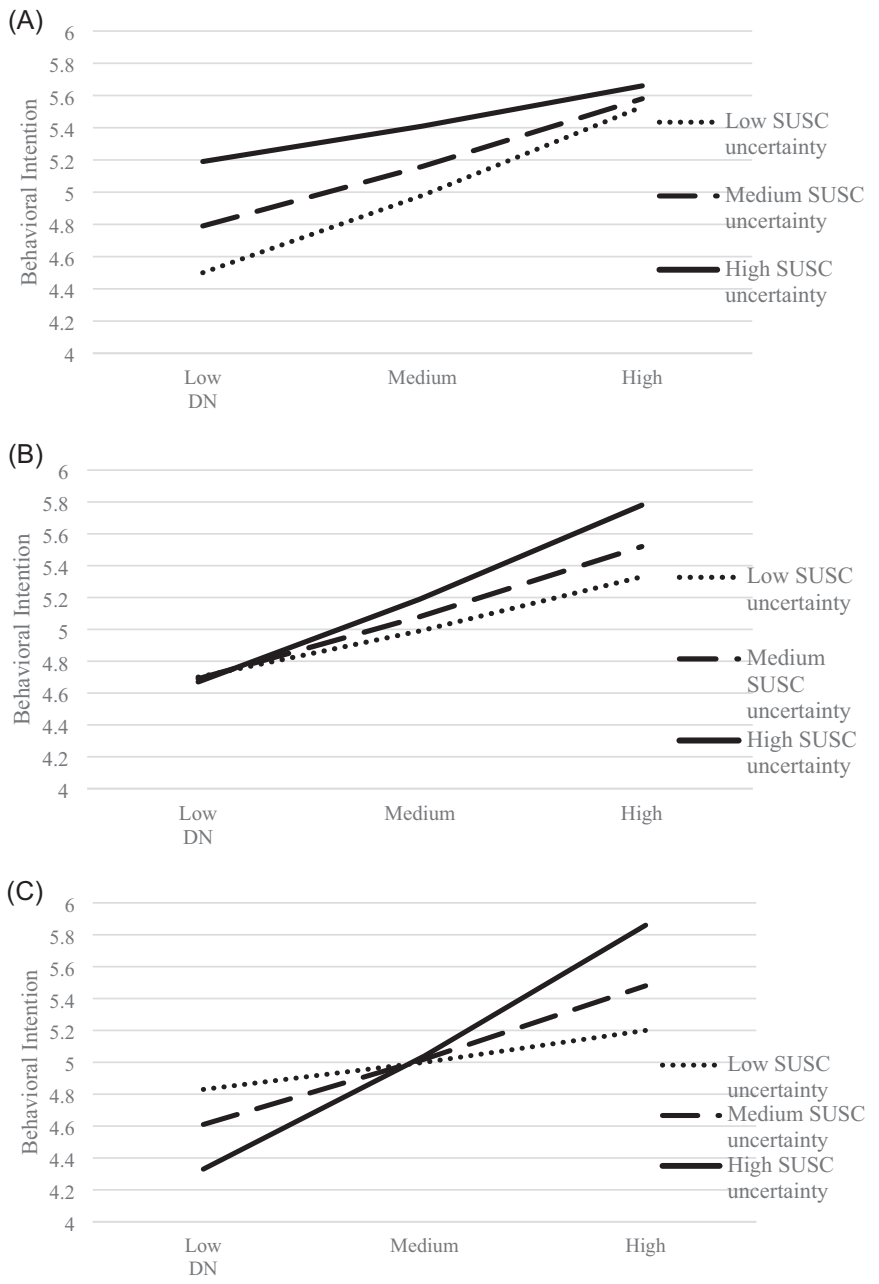 (A)
6
5.8
5.6
5.4
5.2
5
4.8
4.6
4.4
4.2
4
Behavioral Intention
Low
DN
Medium
High
Low SUSC
uncertainty
Medium SUSC
uncertainty
High SUSC
uncertainty
(B)
6
5.8
5.6
5.4
5.2
5
4.8
4.6
4.4
4.2
4
Behavioral Intention
Low
DN
Medium
High
Low SUSC
uncertainty
Medium
SUSC
uncertainty
High SUSC
uncertainty
(C)
6
5.8
5.6
5.4
5.2
5
4.8
4.6
4.4
4.2
4
Behavioral Intention
Low
DN
Medium
High
Low SUSC
uncertainty
Medium SUSC
uncertainty
High SUSC
uncertainty